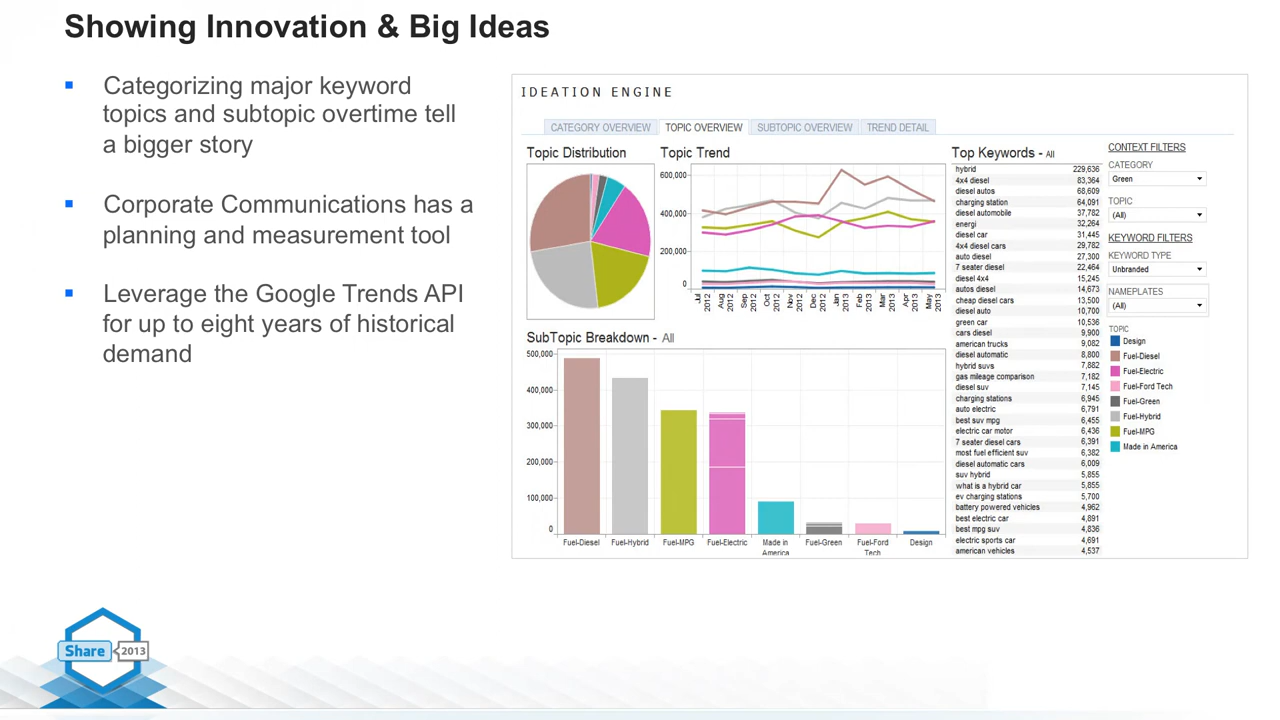 Showing Innovation & Big Ideas
Categorizing major keyword
topics and subtopic overtime tell
a bigger story
Corporate Communications has a
planning and measurement tool
Leverage the Google Trends API
for up to eight years of historical
demand
IDEATION ENGINE
CATEGORY OVERVIEW TOPIC OVERVIEW SUBTOPIC OVERVIEW TREND DETAIL
Topic Distribution
Topic Trend
600,000
400,000
200,000
0
Jul 2012 Aug 2012 Sep 2012 Oct 2012 Nov 2012 Dec 2012 Jan 2013 Feb 2013 Mar 2013 Apr 2013 May 2013
SubTopic Breakdown - All
500,000
400,000
300,000
200,000
100,000
0
Fuel-Diesel Fuel-Hybrid Fuel-MPG Fuel-Electric Made in America Fuel-Green Fuel-Ford Tech Design
Top Keywords - All
hybrid 229,636
4x4 diesel 83,364
diesel autos 68,609
charging station 64,091
diesel automobile 37,782
energi 32,264
diesel car 31,445
4x4 diesel cars 29,782
auto diesel 27,300
7 seater diesel 22,464
diesel 4x4 15,245
autos diesel 14,673
cheap diesel cars 13,500
diesel auto 10,700
green car 10,536
cars diesel 9,900
american trucks 9,082
diesel automatic 8,800
hybrid suvs 7,882
gas mileage comparison 7,182
diesel suv 7,145
charging stations 6,945
auto electric 6,791
best suv mpg 6,455
electric car motor 6,436
7 seater diesel cars 6,391
most fuel efficient suv 6,382
diesel automatic cars 6,009
suv hybrid 5,855
what is a hybrid car 5,855
ev charging stations 5,700
battery powered vehicles 4,962
best electric car 4,891
best mpg suv 4,836
electric sports car 4,691
american vehicles 4,537
CONTEXT FILTERS
CATEGORY
Green
TOPIC
(All)
KEYWORD FILTERS
KEYWORD TYPE
Unbranded
NAMEPLATES
(All)
TOPIC
Design
Fuel-Diesel
Fuel-Electric
Fuel-Ford Tech
Fuel-Green
Fuel-Hybrid
Fuel-MPG
Made in America
Share 2013